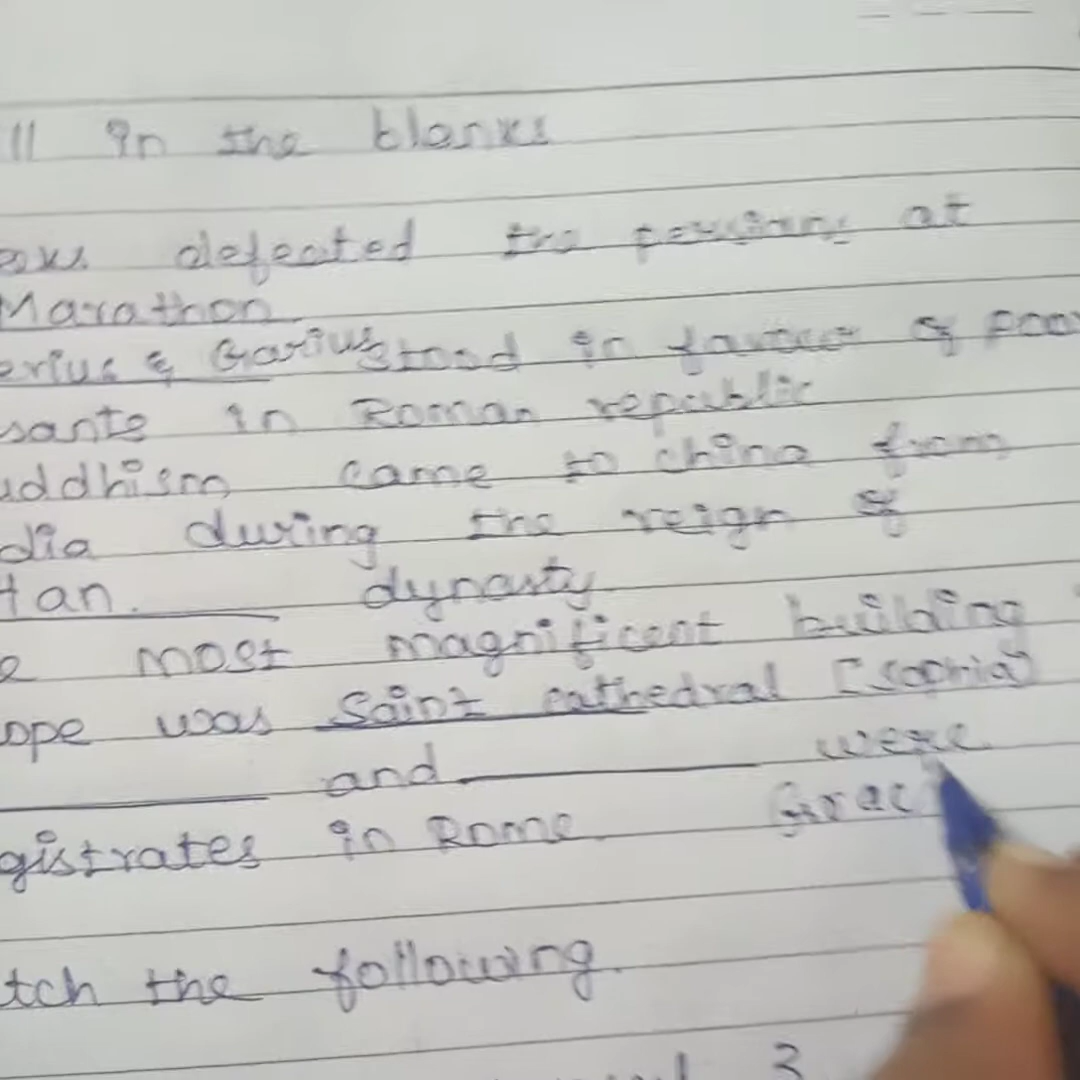 ll in the blanks
defeated the persians at
Marathon
erius & Garius stood in favour of poor
sants in Roman republic
uddhism came to china from
dia during the reign of
Han. dynasty
e most magnificent building
ope was Saint cathedral [sophia]
and were
gistrates in Rome Grac
tch the following.
3